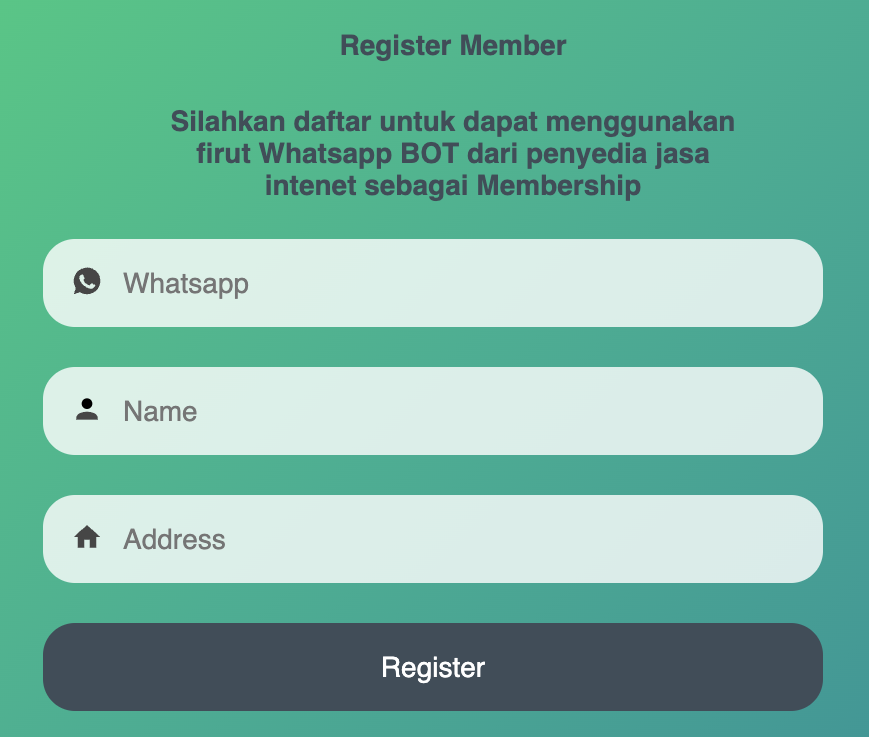 Register Member
Silahkan daftar untuk dapat menggunakan
firut Whatsapp BOT dari penyedia jasa
intenet sebagai Membership
Whatsapp
Name
Address
Register